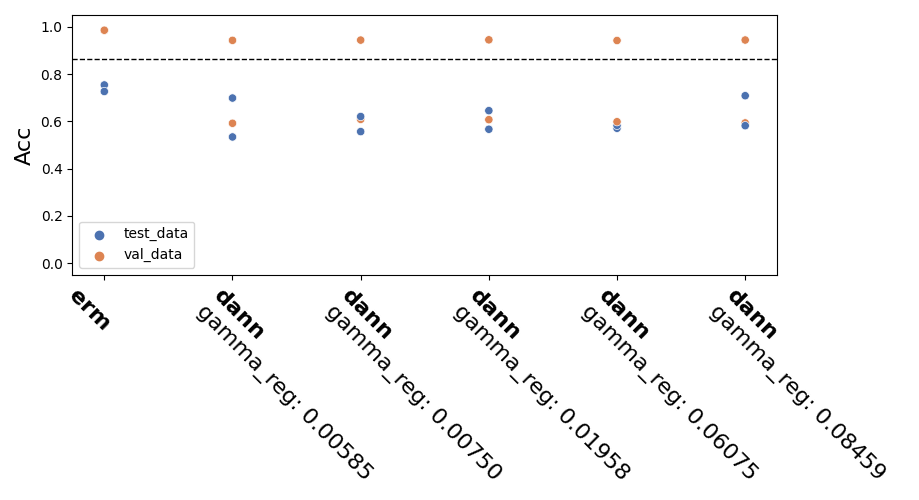 1.0
0.8
0.6
0.4
0.2
0.0
Acc
test_data
val_data
erm
dann
gamma_reg: 0.00585
dann
gamma_reg: 0.00750
dann
gamma_reg: 0.01958
dann
gamma_reg: 0.06075
dann
gamma_reg: 0.08459